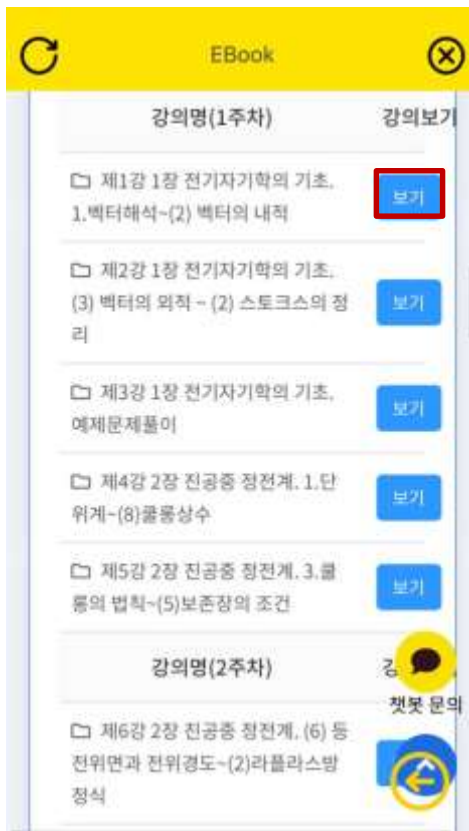 EBook
강의명(1주차) 강의보기
제1강 1장 전기자기학의 기초.
1.벡터해석~(2) 벡터의 내적
보기
제2강 1장 전기자기학의 기초.
(3) 벡터의 외적 ~ (2) 스토크스의 정
리
보기
제3강 1장 전기자기학의 기초.
예제문제풀이
보기
제4강 2장 진공중 정전계. 1.단
위계~(8)쿨롱상수
보기
제5강 2장 진공중 정전계. 3.쿨
롱의 법칙~(5)보존장의 조건
보기
강의명(2주차)
챗봇 문의
제6강 2장 진공중 정전계. (6) 등
전위면과 전위경도~(2)라플라스방
정식